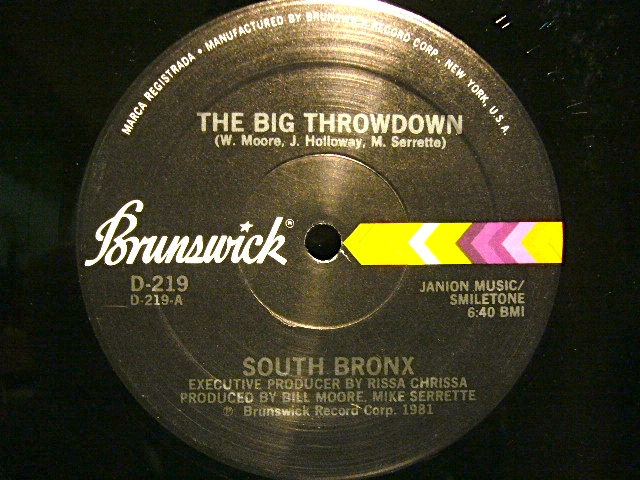 MARCA REGISTRADA • MANUFACTURED BY BRUNSWICK RECORD CORP., NEW YORK, U.S.A.
THE BIG THROWDOWN
(W. Moore, J. Holloway, M. Serrette)
Brunswick®
D-219
D-219-A
JANION MUSIC/
SMILETONE
6:40 BMI
SOUTH BRONX
EXECUTIVE PRODUCER BY RISSA CHRISSA
PRODUCED BY BILL MOORE, MIKE SERRETTE
℗ Brunswick Record Corp. 1981